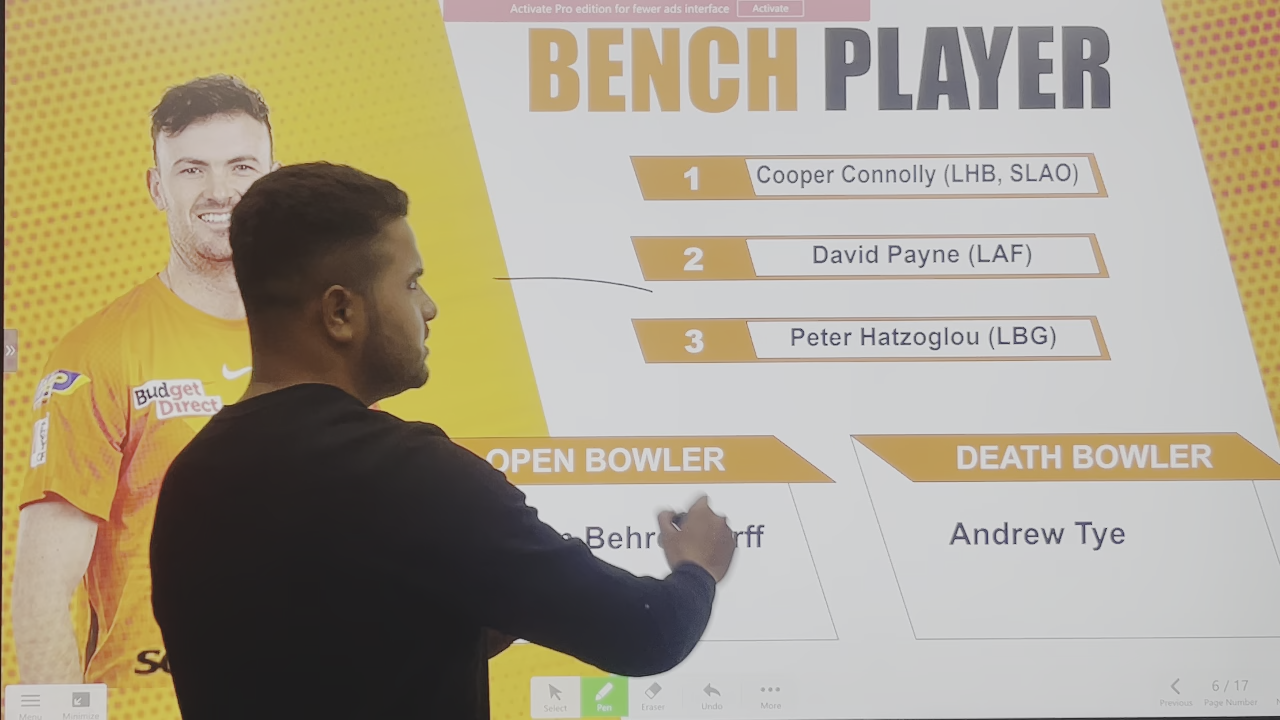 Activate Pro edition for fewer ads interface Activate
BENCH PLAYER
1 Cooper Connolly (LHB, SLAO)
2 David Payne (LAF)
3 Peter Hatzoglou (LBG)
Budget
Direct
OPEN BOWLER
DEATH BOWLER
Andrew Tye
Menu Minimize
Select Pen Eraser Undo More
6 / 17
Previous Page Number